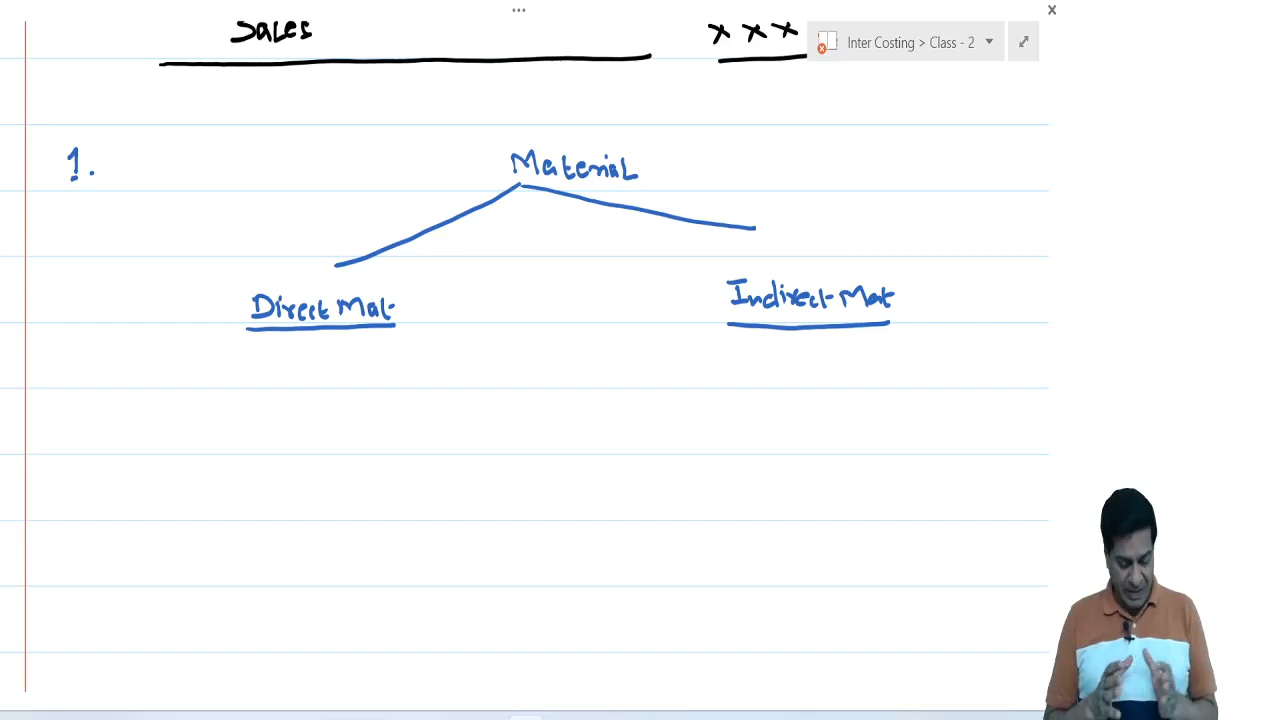 Sales xxx
Inter Costing > Class - 2
1. Material
Direct Mat Indirect Mat